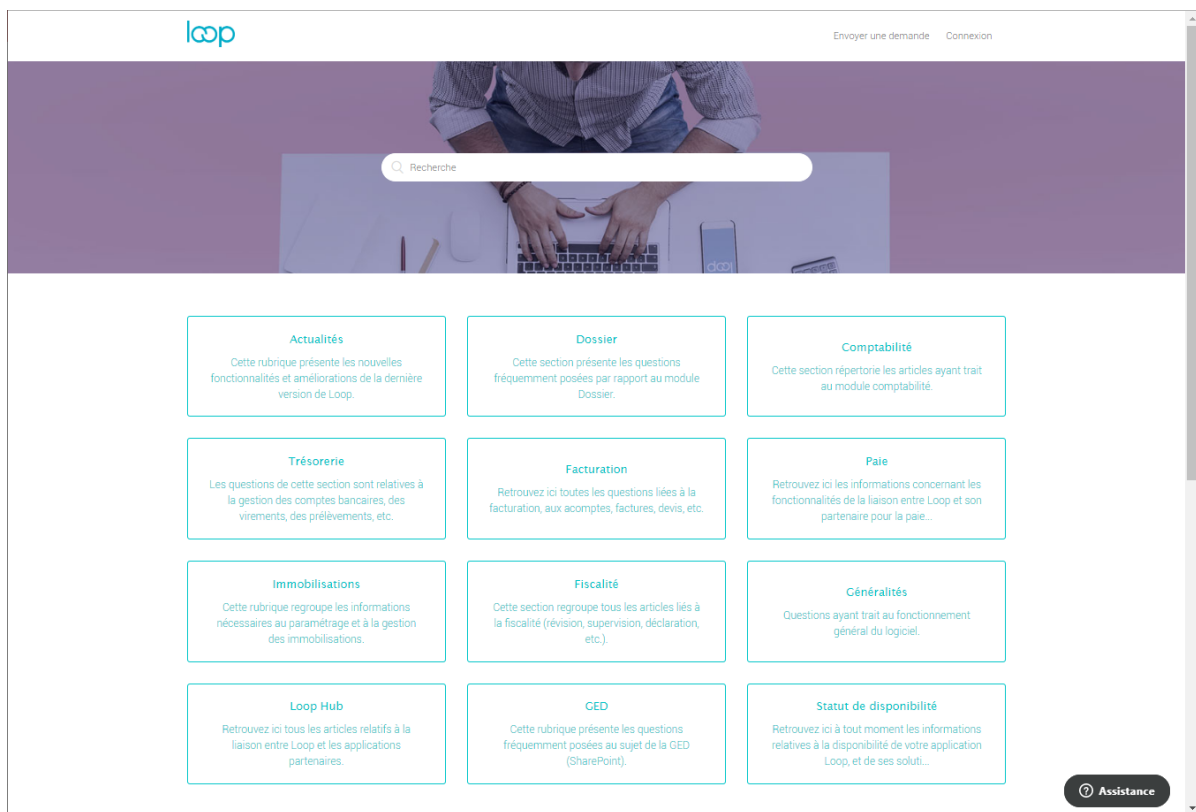 loop
Envoyer une demande Connexion
Recherche
loop
Actualités
Cette rubrique présente les nouvelles
fonctionnalités et améliorations de la dernière
version de Loop.
Dossier
Cette section présente les questions
fréquemment posées par rapport au module
Dossier.
Comptabilité
Cette section répertorie les articles ayant trait
au module comptabilité.
Trésorerie
Les questions de cette section sont relatives à
la gestion des comptes bancaires, des
virements, des prélèvements, etc.
Facturation
Retrouvez ici toutes les questions liées à la
facturation, aux acomptes, factures, devis, etc.
Paie
Retrouvez ici les informations concernant les
fonctionnalités de la liaison entre Loop et son
partenaire pour la paie...
Immobilisations
Cette rubrique regroupe les informations
nécessaires au paramétrage et à la gestion
des immobilisations.
Fiscalité
Cette section regroupe tous les articles liés à
la fiscalité (révision, supervision, déclaration,
etc.).
Généralités
Questions ayant trait au fonctionnement
général du logiciel.
Loop Hub
Retrouvez ici tous les articles relatifs à la
liaison entre Loop et les applications
partenaires.
GED
Cette rubrique présente les questions
fréquemment posées au sujet de la GED
(SharePoint).
Statut de disponibilité
Retrouvez ici à tout moment les informations
relatives à la disponibilité de votre application
Loop, et de ses soluti...
Assistance